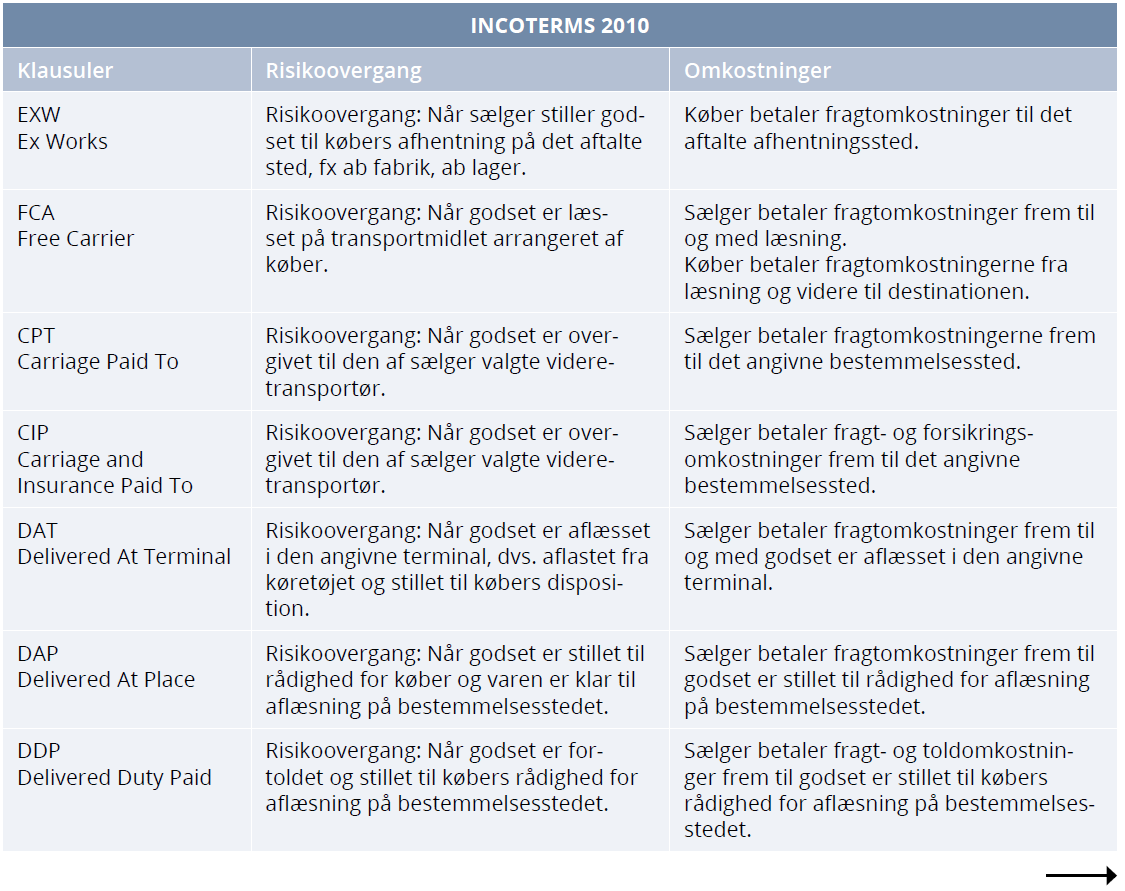 INCOTERMS 2010
Klausuler
Risikoovergang
Omkostninger
EXW
Ex Works
Risikoovergang: Når sælger stiller god-
set til købers afhentning på det aftalte
sted, fx ab fabrik, ab lager.
Køber betaler fragtomkostninger til det
aftalte afhentningssted.
FCA
Free Carrier
Risikoovergang: Når godset er læs-
set på transportmidlet arrangeret af
køber.
Sælger betaler fragtomkostninger frem til
og med læsning.
Køber betaler fragtomkostningerne fra
læsning og videre til destinationen.
CPT
Carriage Paid To
Risikoovergang: Når godset er over-
givet til den af sælger valgte videre-
transportør.
Sælger betaler fragtomkostningerne frem
til det angivne bestemmelsessted.
CIP
Carriage and
Insurance Paid To
Risikoovergang: Når godset er over-
givet til den af sælger valgte videre-
transportør.
Sælger betaler fragt- og forsikrings-
omkostninger frem til det angivne
bestemmelsessted.
DAT
Delivered At Terminal
Risikoovergang: Når godset er aflæsset
i den angivne terminal, dvs. aflastet fra
køretøjet og stillet til købers disposi-
tion.
Sælger betaler fragtomkostninger frem til
og med godset er aflæsset i den angivne
terminal.
DAP
Delivered At Place
Risikoovergang: Når godset er stillet til
rådighed for køber og varen er klar til
aflæsning på bestemmelsesstedet.
Sælger betaler fragtomkostninger frem til
godset er stillet til rådighed for aflæsning
på bestemmelsesstedet.
DDP
Delivered Duty Paid
Risikoovergang: Når godset er for-
toldet og stillet til købers rådighed for
aflæsning på bestemmelsesstedet.
Sælger betaler fragt- og toldomkostnin-
ger frem til godset er stillet til købers
rådighed for aflæsning på bestemmelses-
stedet.